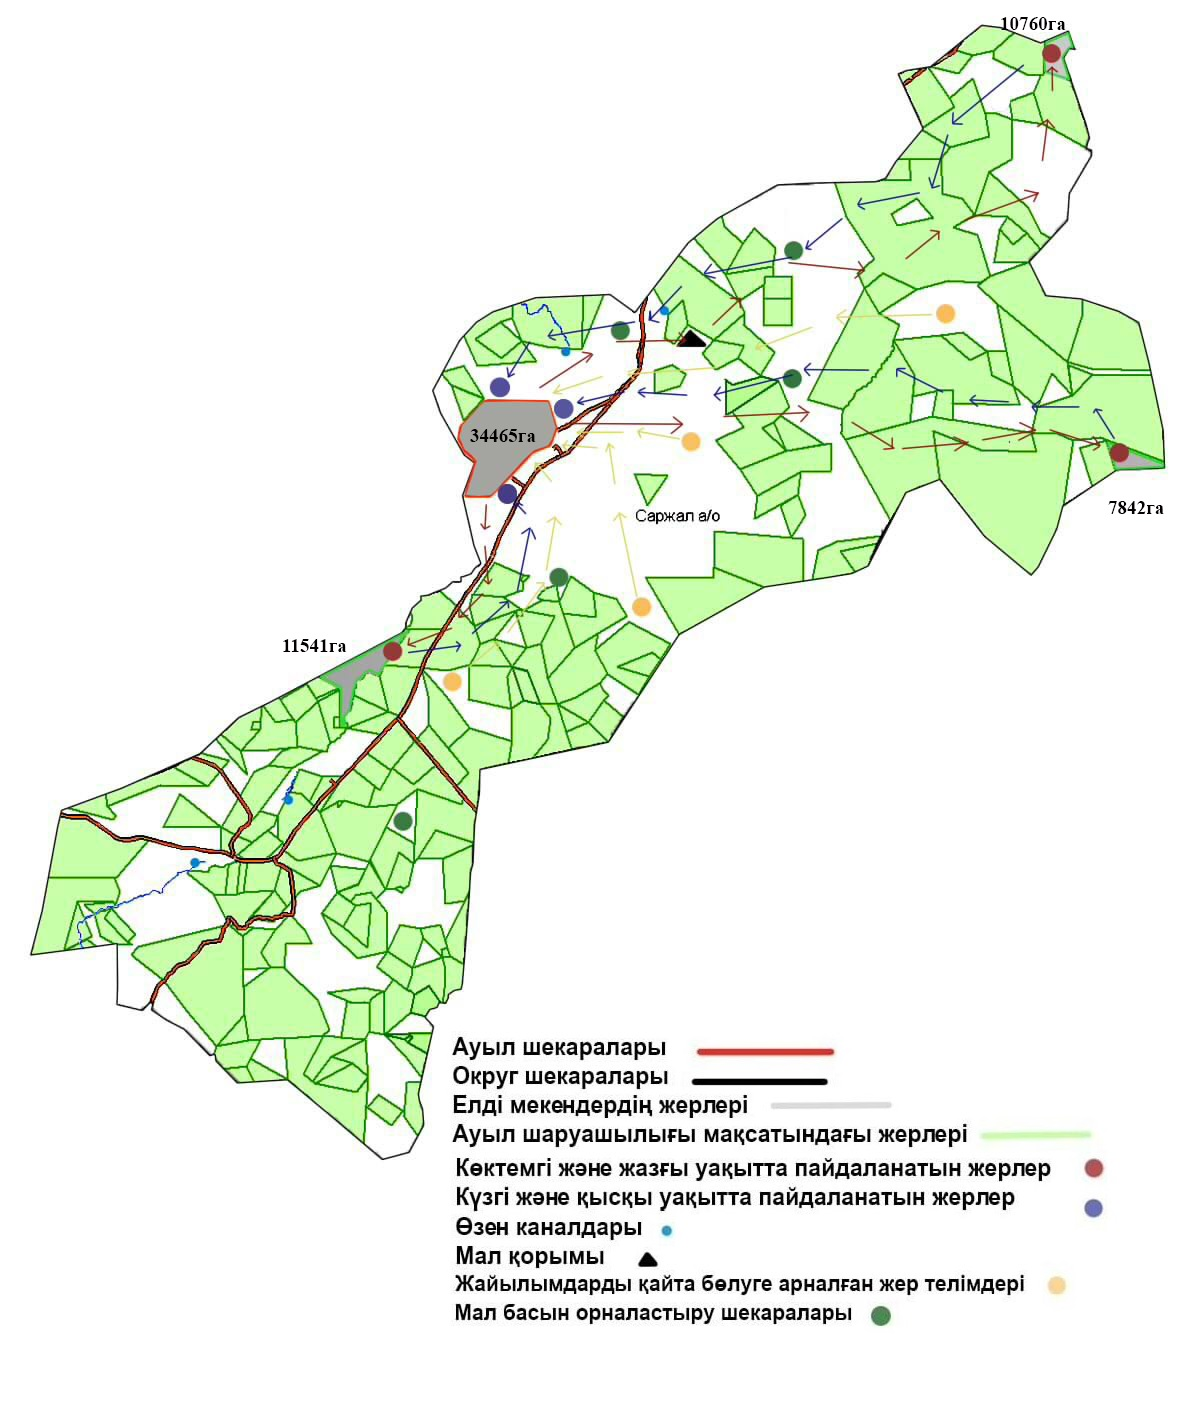 10760га
34465га
7842га
Саржал а/о
11541га
Ауыл шекаралары
Округ шекаралары
Елді мекендердің жерлері
Ауыл шаруашылығы мақсатындағы жерлері
Көктемгі және жазғы уақытта пайдаланатын жерлер
Күзгі және қысқы уақытта пайдаланатын жерлер
Өзен каналдары
Мал қорымы
Жайылымдарды қайта бөлуге арналған жер телімдері
Мал басын орналастыру шекаралары